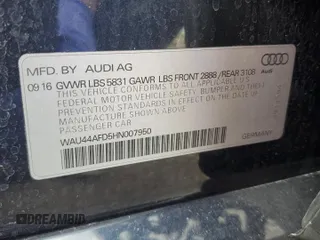 MFD. BY AUDI AG
Audi
09 16 GVWR LBS 5831 GAWR LBS FRONT 2888 / REAR 3108
THIS VEHICLE CONFORMS TO ALL APPLICABLE
FEDERAL MOTOR VEHICLE SAFETY, BUMPER, AND THEFT
PREVENTION STANDARDS IN EFFECT ON THE DATE OF
MANUFACTURE SHOWN ABOVE.
PASSENGER CAR
WAU44AFD5HN007950
GERMANY
DREAMBID